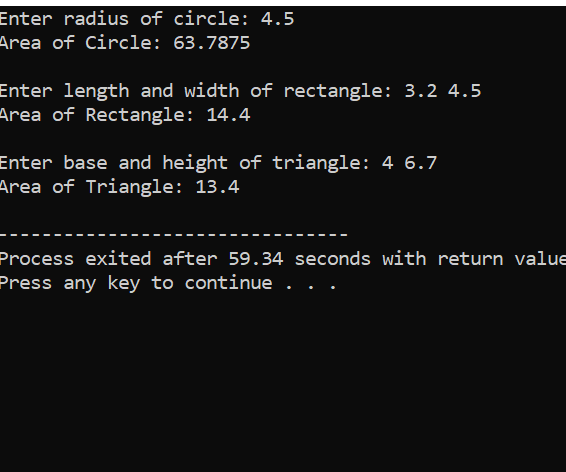 Enter radius of circle: 4.5
Area of Circle: 63.7875
Enter length and width of rectangle: 3.2 4.5
Area of Rectangle: 14.4
Enter base and height of triangle: 4 6.7
Area of Triangle: 13.4
--------------------------------
Process exited after 59.34 seconds with return value
Press any key to continue . . .